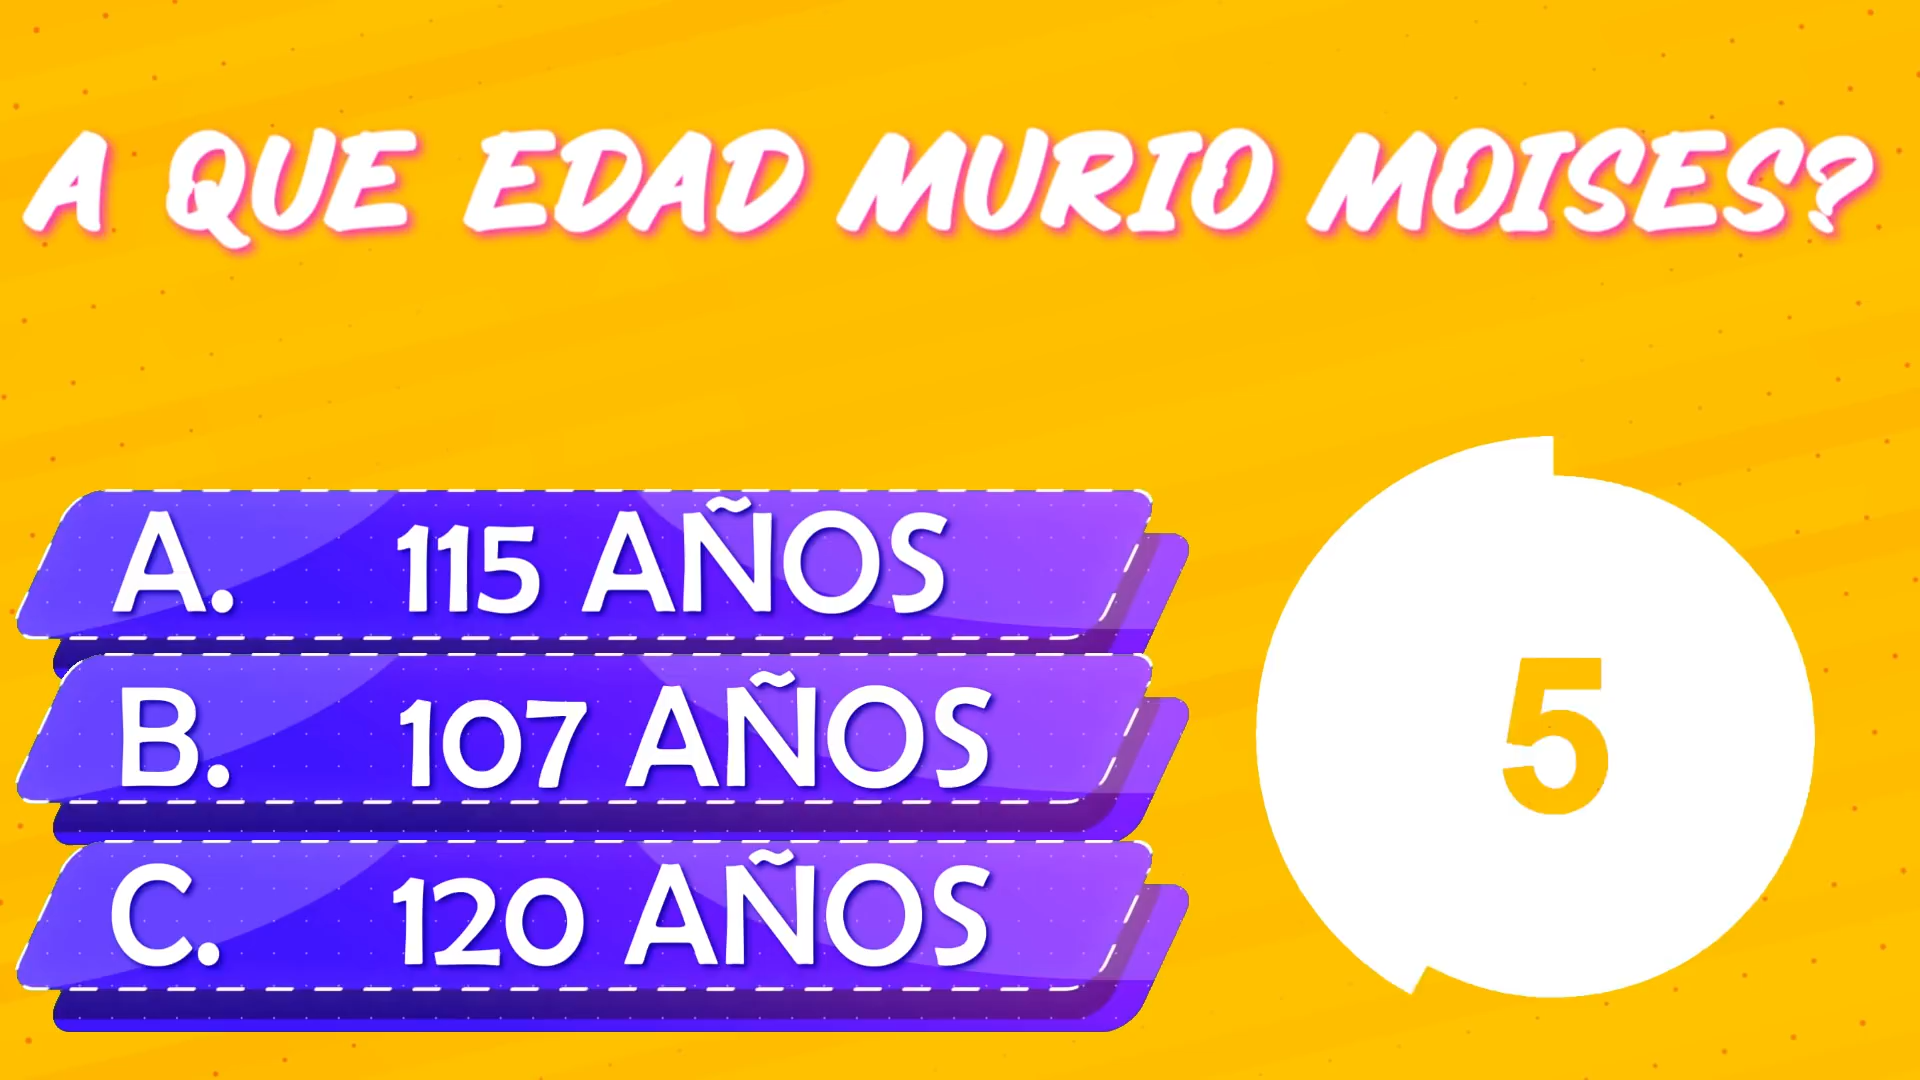 A QUE EDAD MURIO MOISES?
A. 115 AÑOS
B. 107 AÑOS
C. 120 AÑOS
5